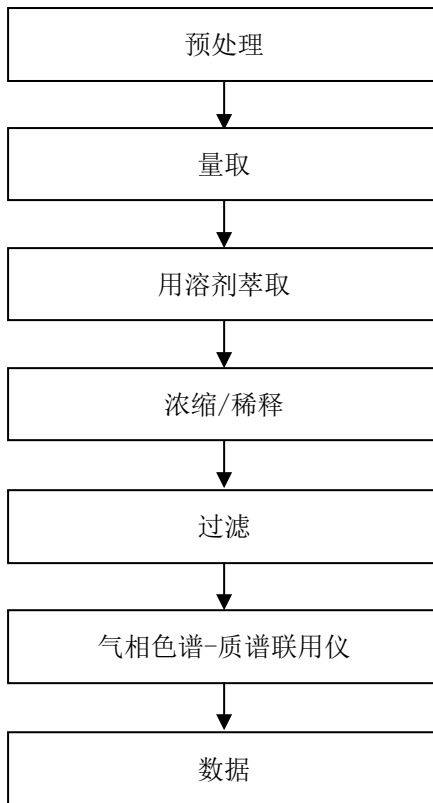 预处理
量取
用溶剂萃取
浓缩/稀释
过滤
气相色谱-质谱联用仪
数据